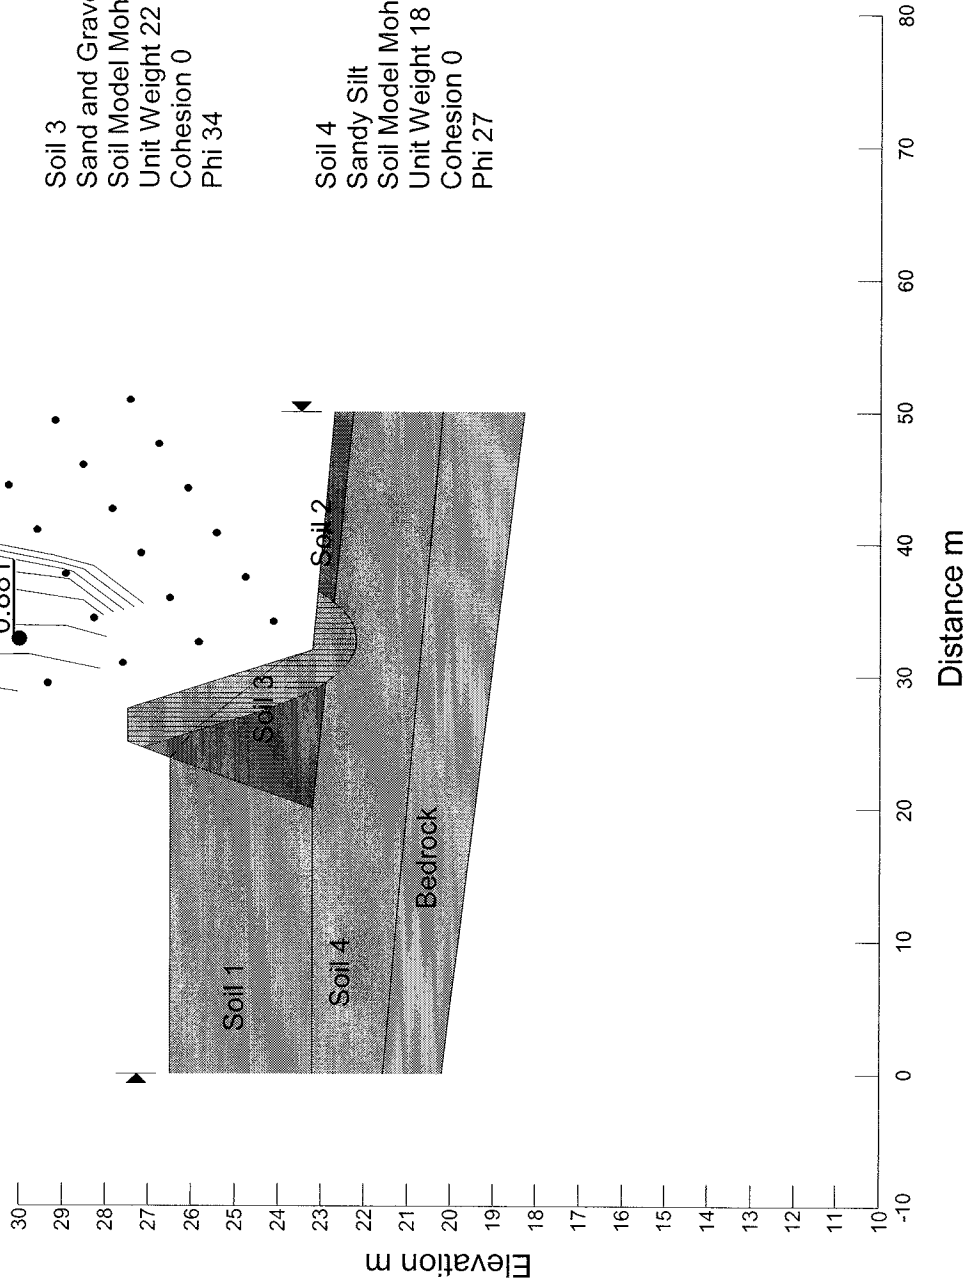 Soil 3
Sand and Grav
Soil Model Moh
Unit Weight 22
Cohesion 0
Phi 34
Soil 4
Sandy Silt
Soil Model Moh
Unit Weight 18
Cohesion 0
Phi 27
Soil 1
Soil 4
Bedrock
Soil 3
Soil 2
Elevation m
30
29
28
27
26
25
24
23
22
21
20
19
18
17
16
15
14
13
12
11
10
-10
0
10
20
30
40
50
60
70
80
Distance m